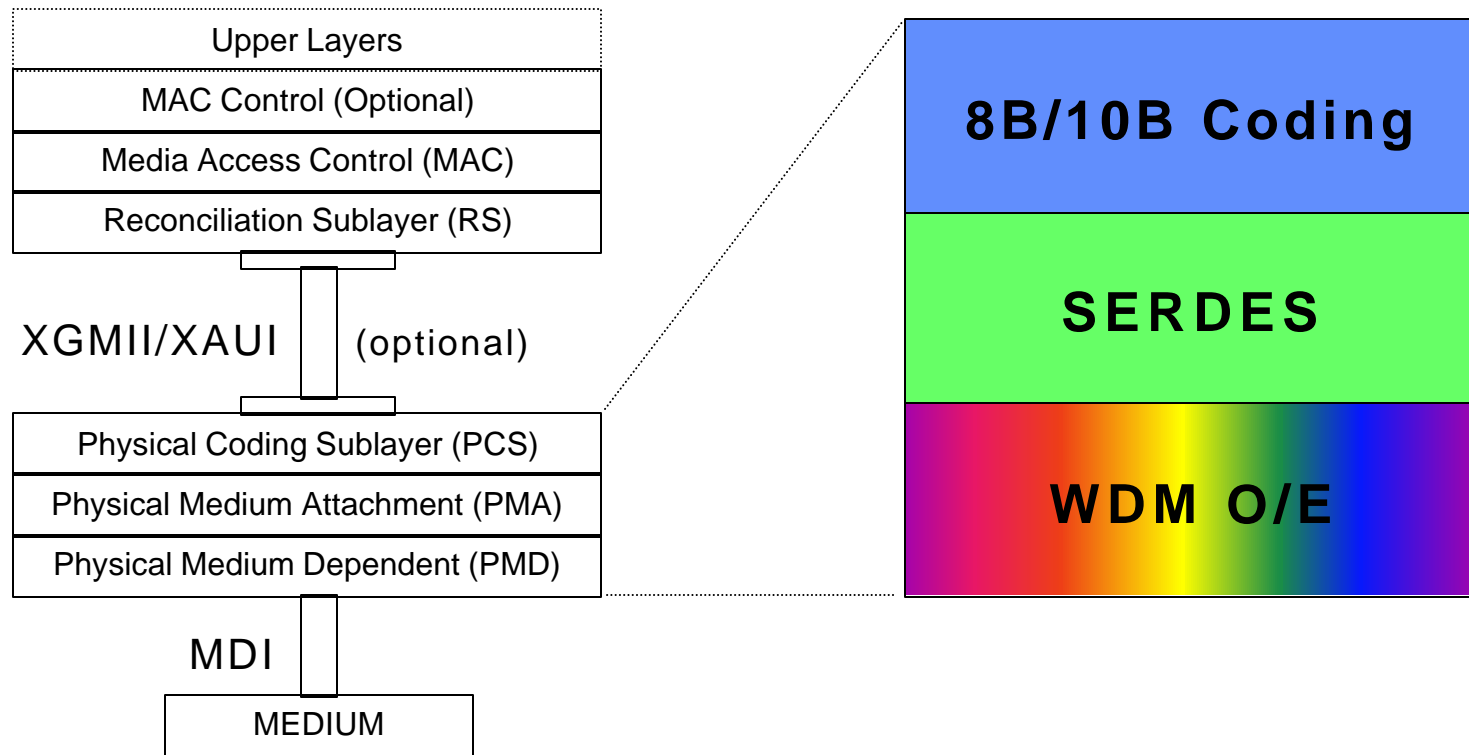 Upper Layers
MAC Control (Optional)
Media Access Control (MAC)
Reconciliation Sublayer (RS)
XGMII/XAUI (optional)
Physical Coding Sublayer (PCS)
Physical Medium Attachment (PMA)
Physical Medium Dependent (PMD)
MDI
MEDIUM
8B/10B Coding
SERDES
WDM O/E